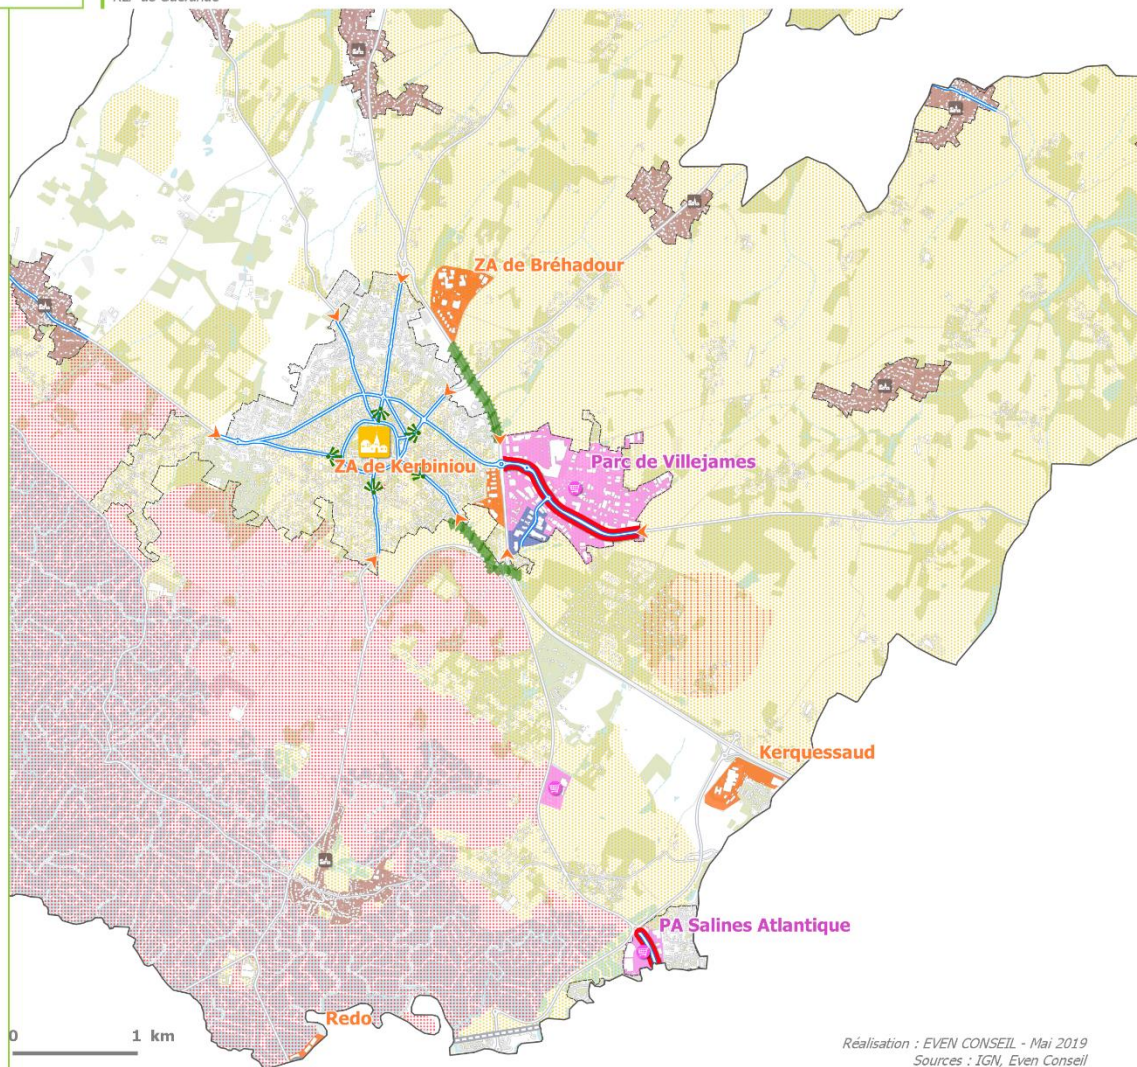 ZA de Bréhadour
Parc de Villejames
ZA de Kerbiniou
Kerquessaud
PA Salines Atlantique
Redo
0 1 km
Réalisation : EVEN CONSEIL - Mai 2019
Sources : IGN, Even Conseil